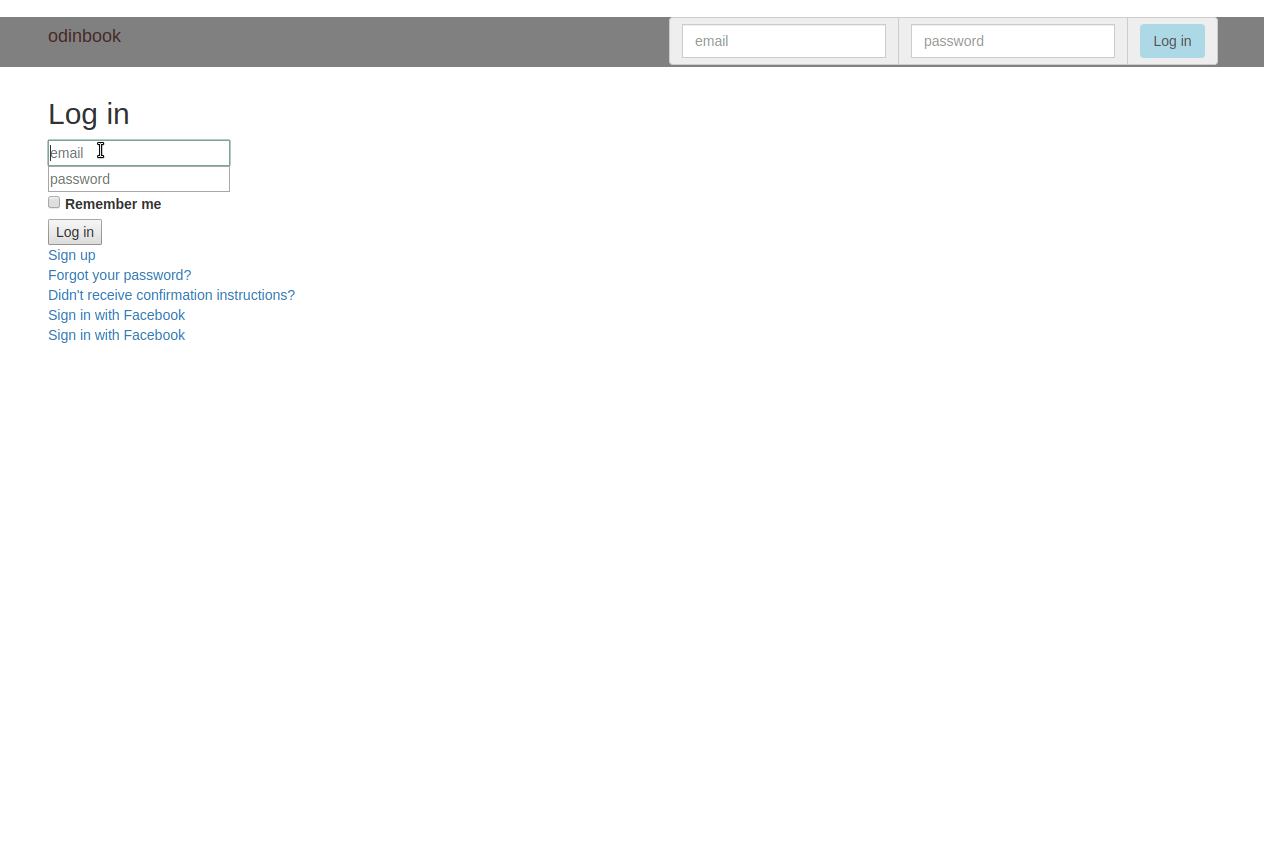 odinbook email password Log in
Log in
email
password
Remember me
Log in
Sign up
Forgot your password?
Didn't receive confirmation instructions?
Sign in with Facebook
Sign in with Facebook